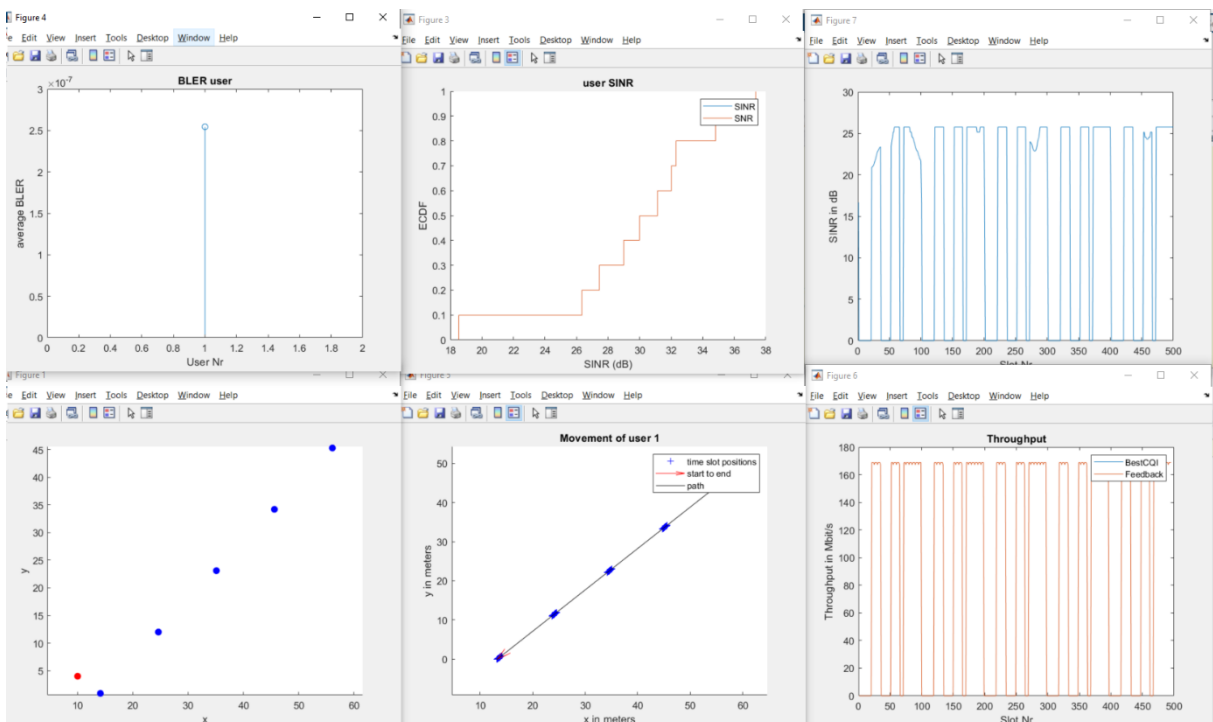 Figure 4
File Edit View Insert Tools Desktop Window Help
BLER user
×10⁻⁷
3
2.5
2
1.5
1
0.5
0
average BLER
0 0.2 0.4 0.6 0.8 1 1.2 1.4 1.6 1.8 2
User Nr
Figure 3
File Edit View Insert Tools Desktop Window Help
user SINR
SINR
SNR
1
0.9
0.8
0.7
0.6
0.5
0.4
0.3
0.2
0.1
0
ECDF
18 20 22 24 26 28 30 32 34 36 38
SINR (dB)
Figure 7
File Edit View Insert Tools Desktop Window Help
30
25
20
15
10
5
0
SINR in dB
0 50 100 150 200 250 300 350 400 450 500
Slot Nr
Figure 1
Edit View Insert Tools Desktop Window Help
45
40
35
30
25
20
15
10
5
y
10 20 30 40 50 60
x
File Edit View Insert Tools Desktop Window Help
Movement of user 1
time slot positions
start to end
path
50
40
30
20
10
0
y in meters
0 10 20 30 40 50 60
x in meters
Figure 6
File Edit View Insert Tools Desktop Window Help
Throughput
BestCQI
Feedback
180
160
140
120
100
80
60
40
20
0
Throughput in Mbit/s
0 50 100 150 200 250 300 350 400 450 500
Slot Nr